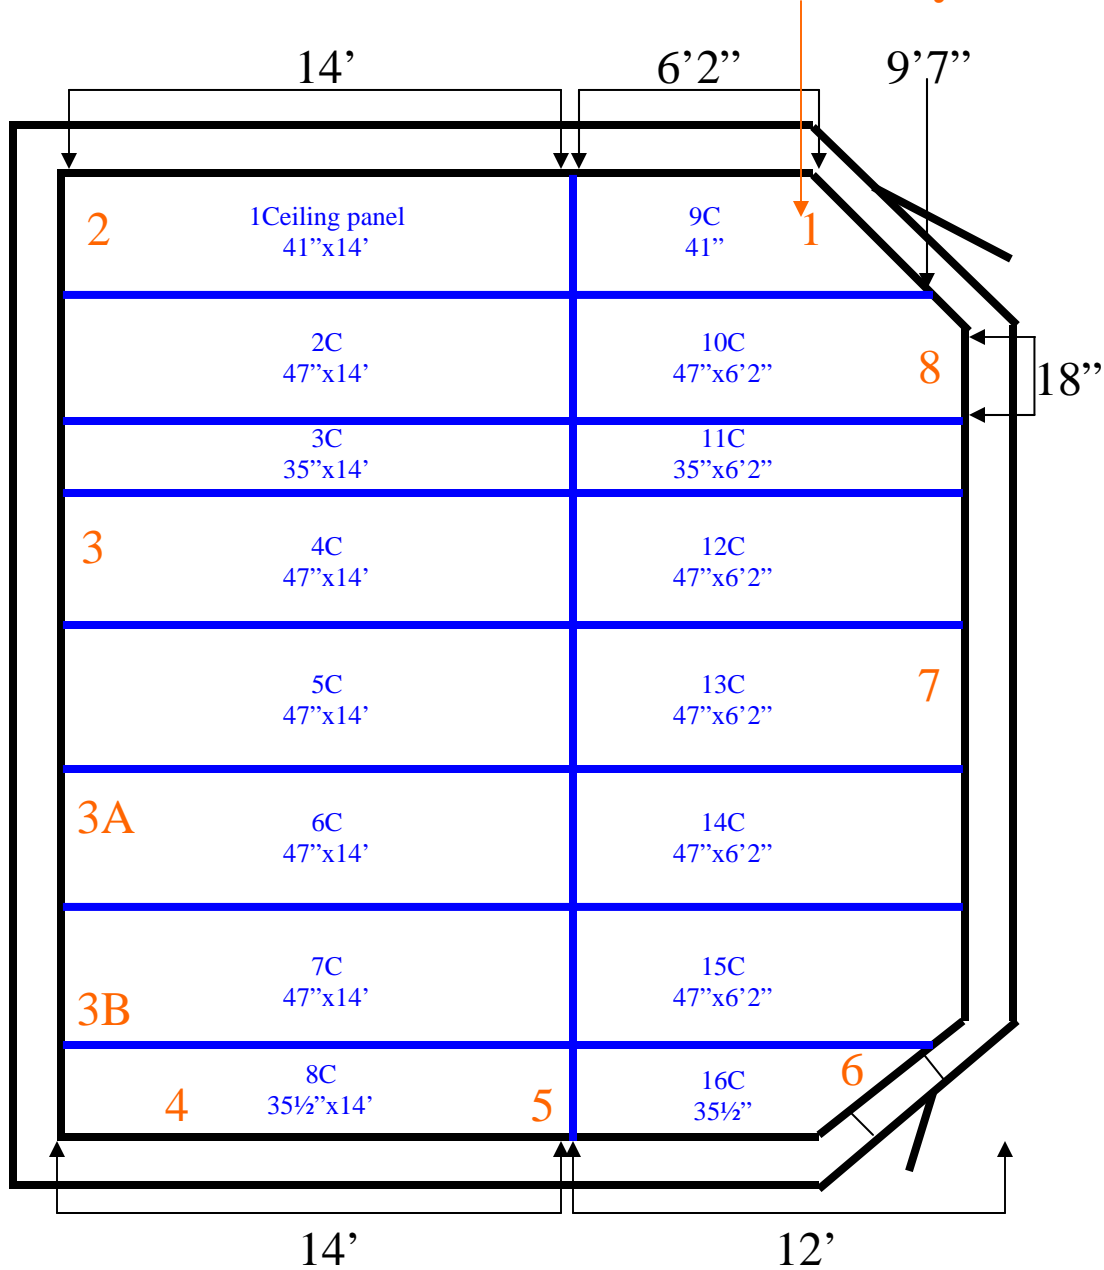 14’
6’2”
9’7”
2
1Ceiling panel
41”x14’
9C
41”
1
2C
47”x14’
10C
47”x6’2”
8
18”
3C
35”x14’
11C
35”x6’2”
3
4C
47”x14’
12C
47”x6’2”
5C
47”x14’
13C
47”x6’2”
7
3A
6C
47”x14’
14C
47”x6’2”
7C
47”x14’
15C
47”x6’2”
3B
8C
35½”x14’
4
5
16C
35½”
6
14’
12’